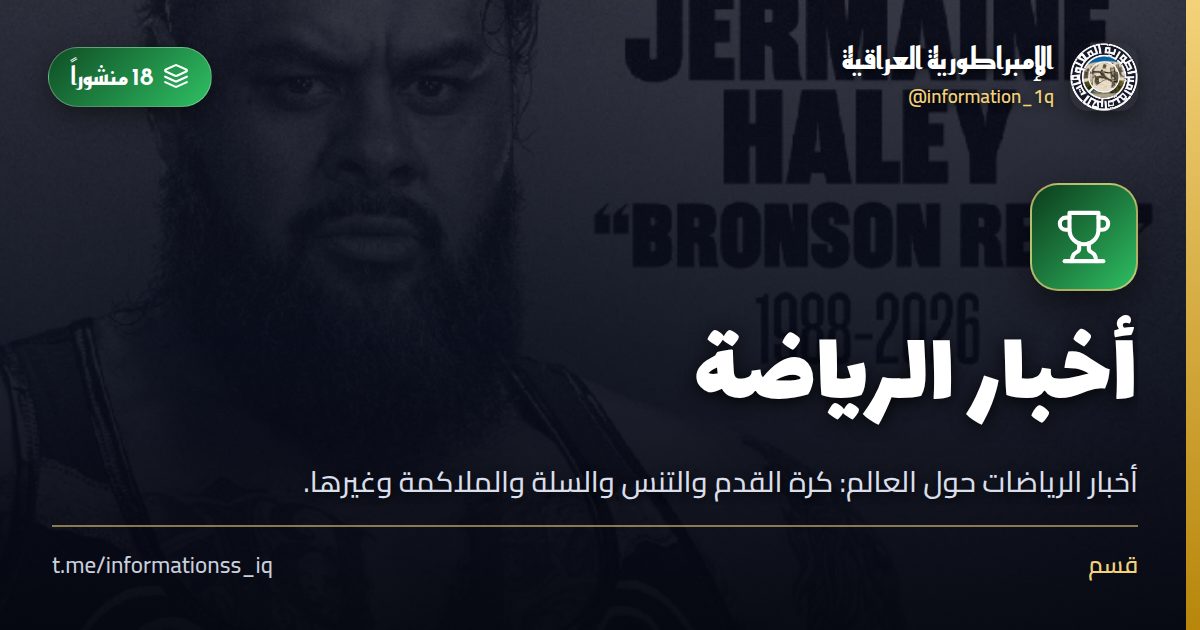 الإمبراطورية العراقية
@information_1q
18 منشوراً
JERMAINE
HALEY
“BRONSON RE
1988-2026
أخبار الرياضة
أخبار الرياضات حول العالم: كرة القدم والتنس والسلة والملاكمة وغيرها.
قسم
t.me/informationss_iq